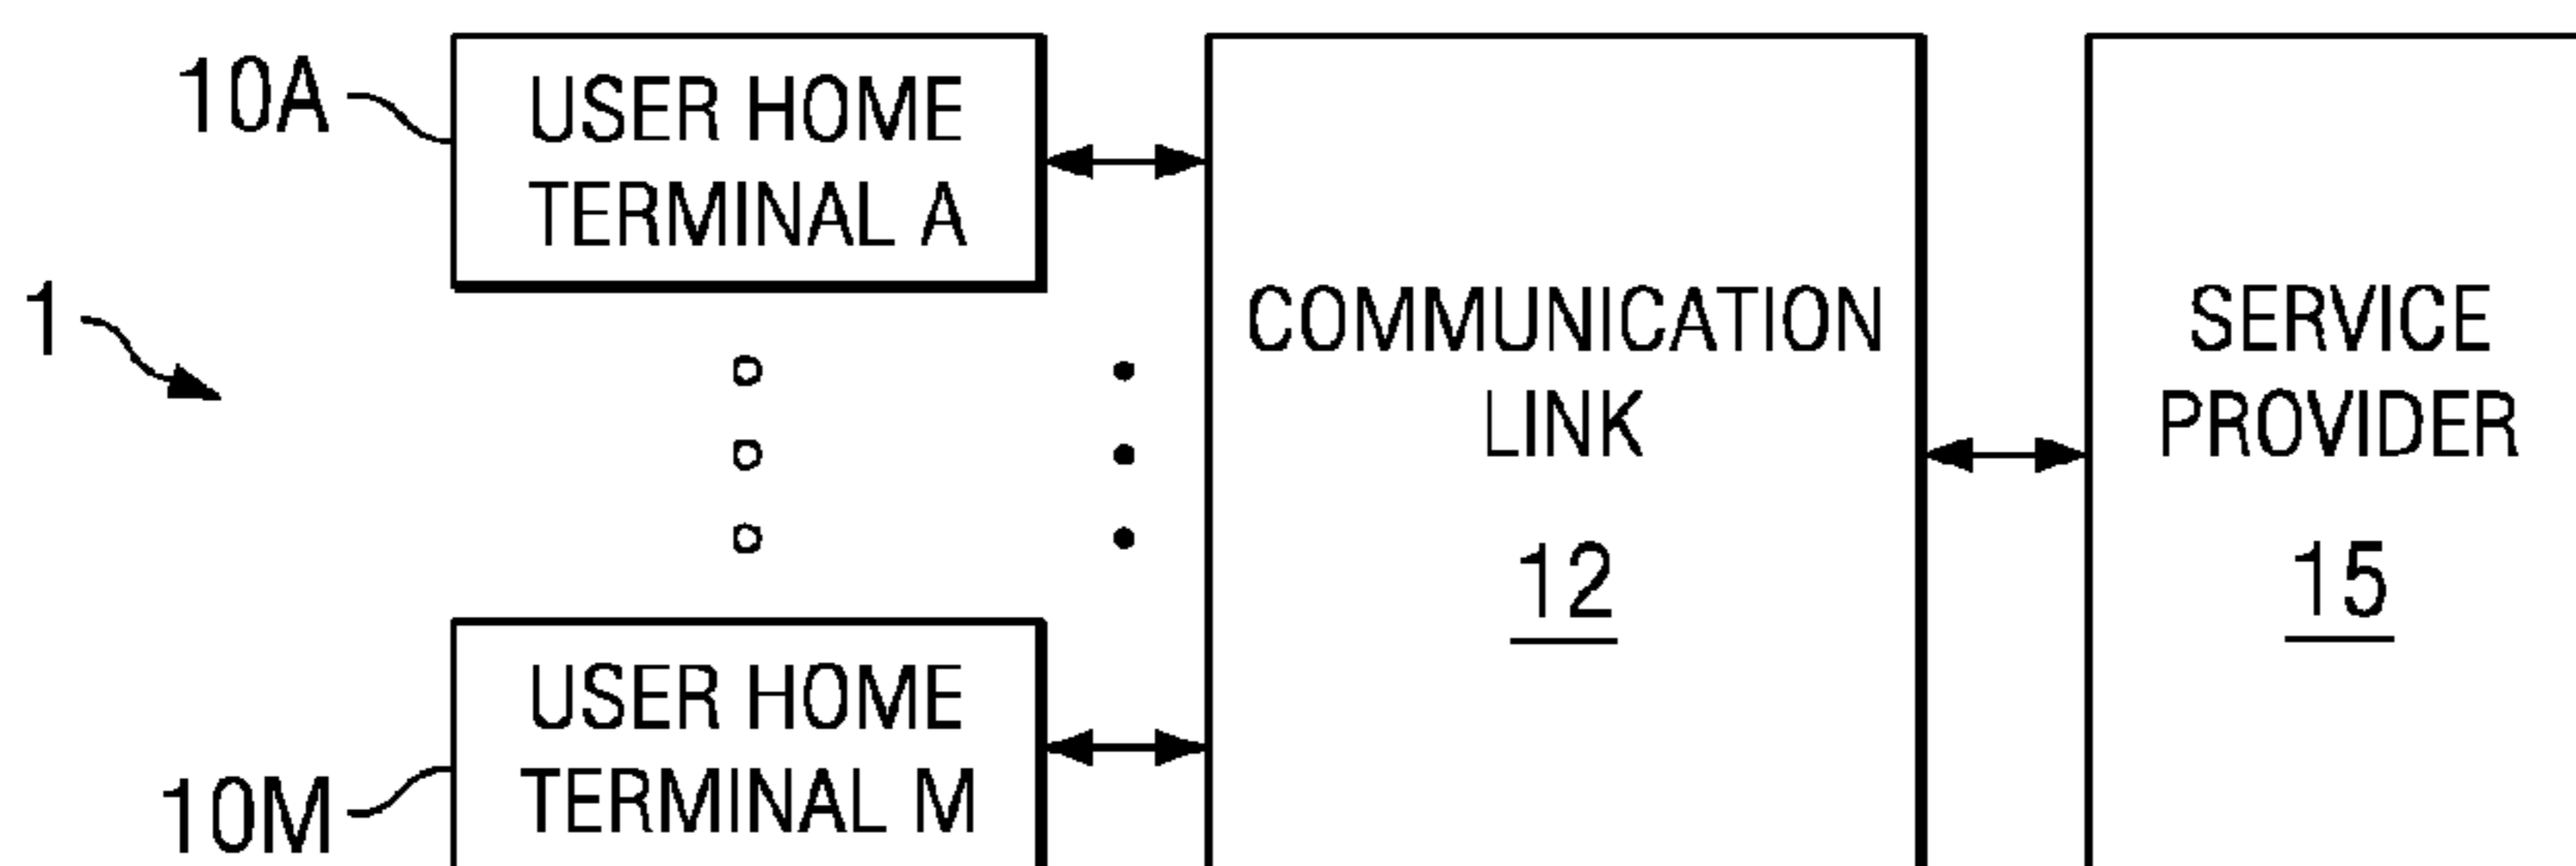 10A
USER HOME
TERMINAL A
1
COMMUNICATION
LINK
12
SERVICE
PROVIDER
15
10M
USER HOME
TERMINAL M